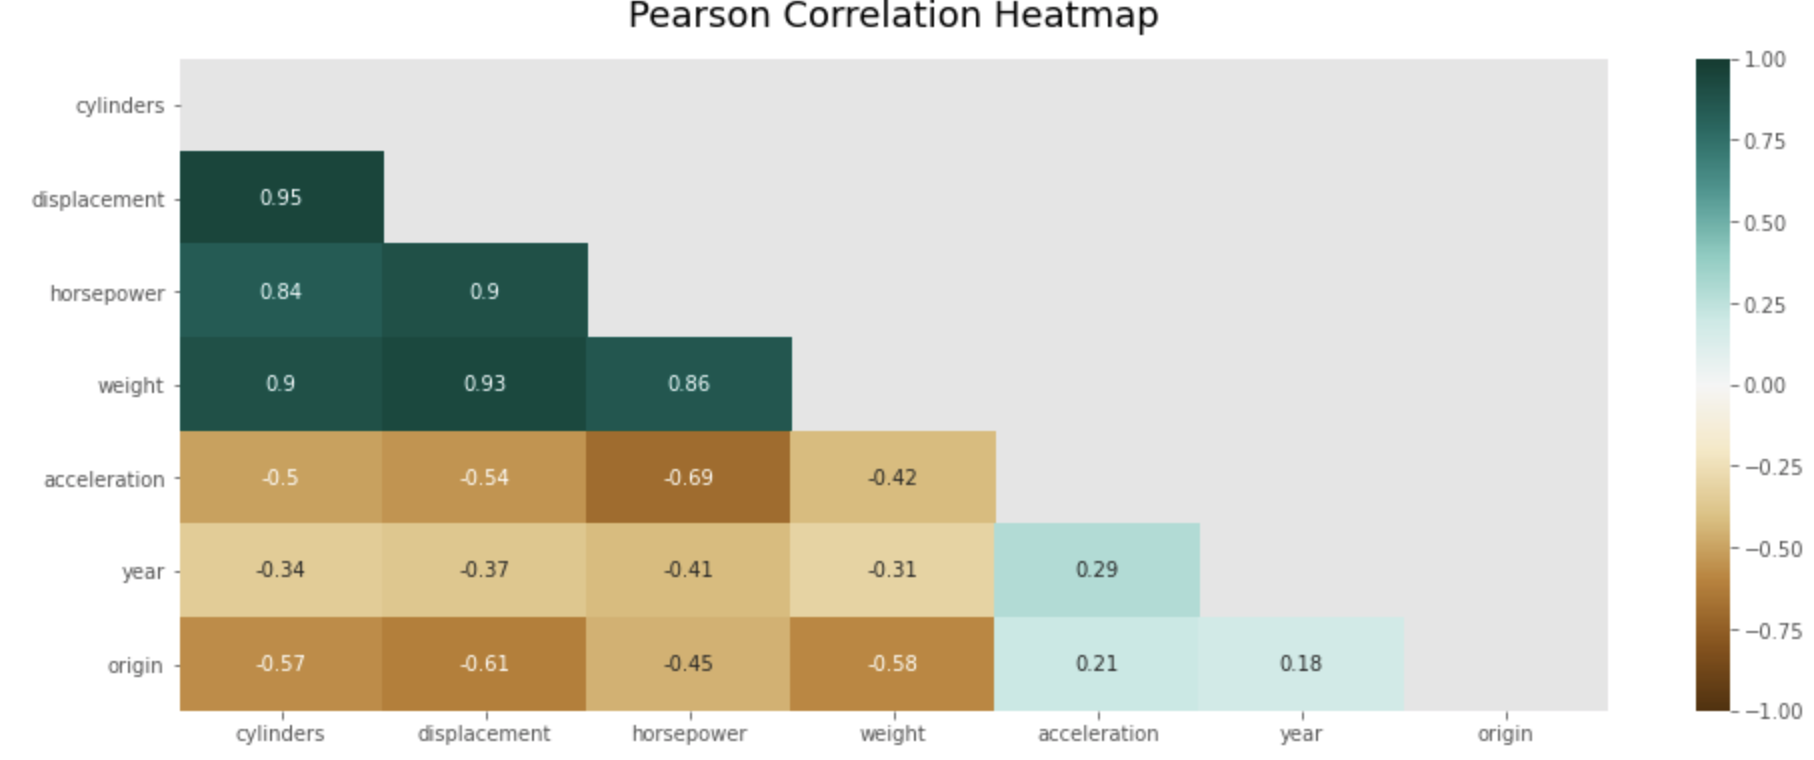 Pearson Correlation Heatmap
1.00
cylinders
0.75
displacement 0.95
0.50
horsepower 0.84 0.9
0.25
weight 0.9 0.93 0.86
0.00
acceleration -0.5 -0.54 -0.69 -0.42
−0.25
−0.50
year -0.34 -0.37 -0.41 -0.31 0.29
−0.75
origin -0.57 -0.61 -0.45 -0.58 0.21 0.18
−1.00
cylinders displacement horsepower weight acceleration year origin